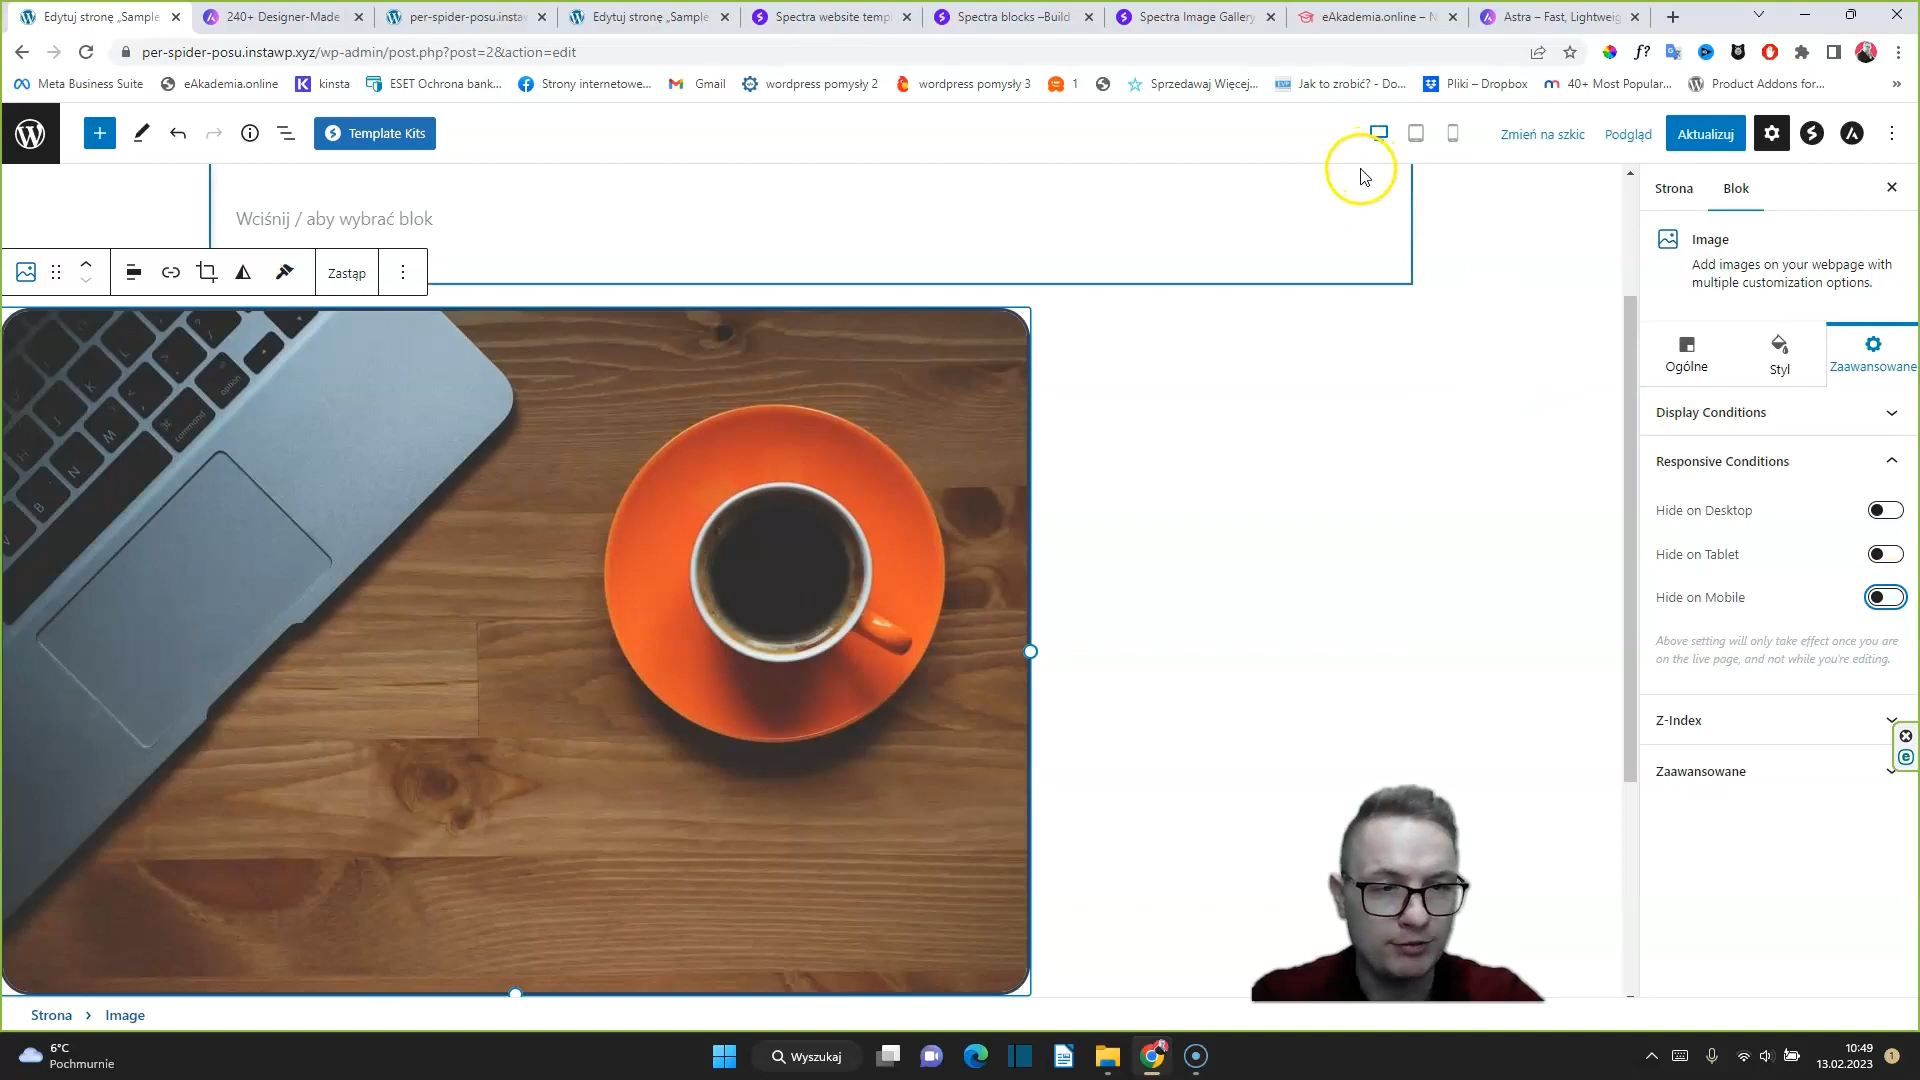 Edytuj stronę „Sample
240+ Designer-Made
per-spider-posu.instaw
Edytuj stronę „Sample
Spectra website templ
Spectra blocks –Build
Spectra Image Gallery
eAkademia.online – N
Astra – Fast, Lightweig
per-spider-posu.instawp.xyz/wp-admin/post.php?post=2&action=edit
Meta Business Suite
eAkademia.online
kinsta
ESET Ochrona bank...
Strony internetowe...
Gmail
wordpress pomysły 2
wordpress pomysły 3
1
Sprzedawaj Więcej,...
Jak to zrobić? - Do...
Pliki – Dropbox
40+ Most Popular...
Product Addons for...
»
Template Kits
Zmień na szkic
Podgląd
Aktualizuj
Wciśnij / aby wybrać blok
Zastąp
option
command
Strona
Blok
Image
Add images on your webpage with
multiple customization options.
Ogólne
Styl
Zaawansowane
Display Conditions
Responsive Conditions
Hide on Desktop
Hide on Tablet
Hide on Mobile
Above setting will only take effect once you are
on the live page, and not while you're editing.
Z-Index
Zaawansowane
Strona › Image
6°C
Pochmurnie
Wyszukaj
10:49
13.02.2023
1